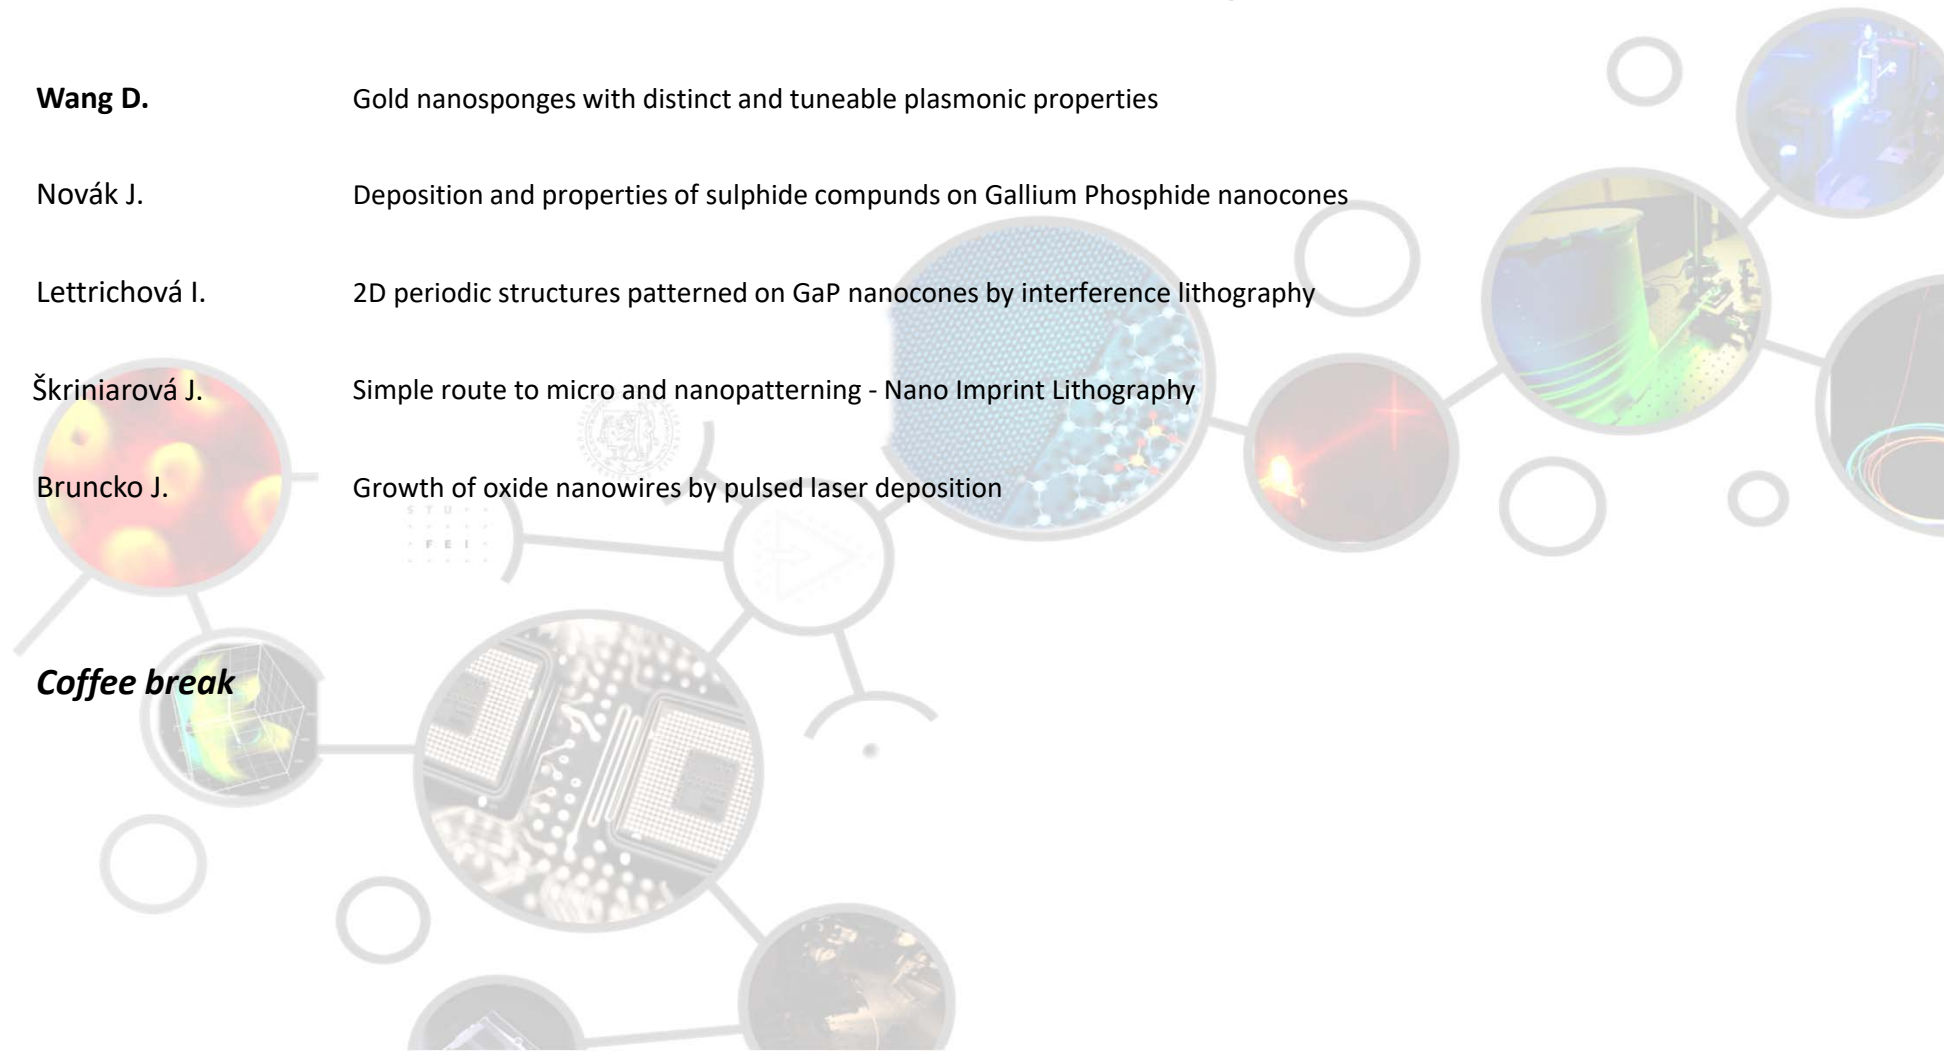 Wang D. Gold nanosponges with distinct and tuneable plasmonic properties
Novák J. Deposition and properties of sulphide compunds on Gallium Phosphide nanocones
Lettrichová I. 2D periodic structures patterned on GaP nanocones by interference lithography
Škriniarová J. Simple route to micro and nanopatterning - Nano Imprint Lithography
Bruncko J. Growth of oxide nanowires by pulsed laser deposition
S T U
F E I
Coffee break